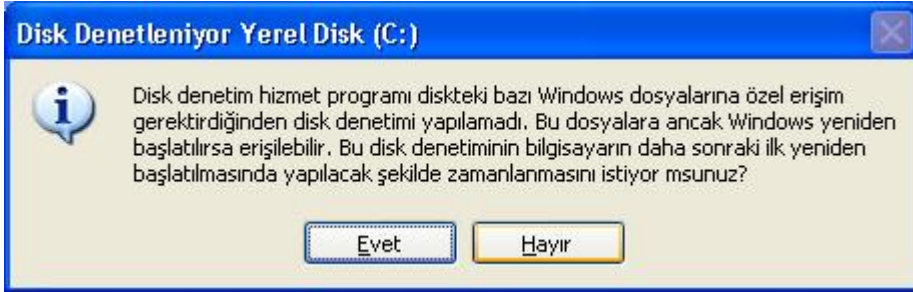 Disk Denetleniyor Yerel Disk (C:)
Disk denetim hizmet programı diskteki bazı Windows dosyalarına özel erişim
gerektirdiğinden disk denetimi yapılamadı. Bu dosyalara ancak Windows yeniden
başlatılırsa erişilebilir. Bu disk denetiminin bilgisayarın daha sonraki ilk yeniden
başlatılmasında yapılacak şekilde zamanlanmasını istiyor msunuz?
Evet Hayır